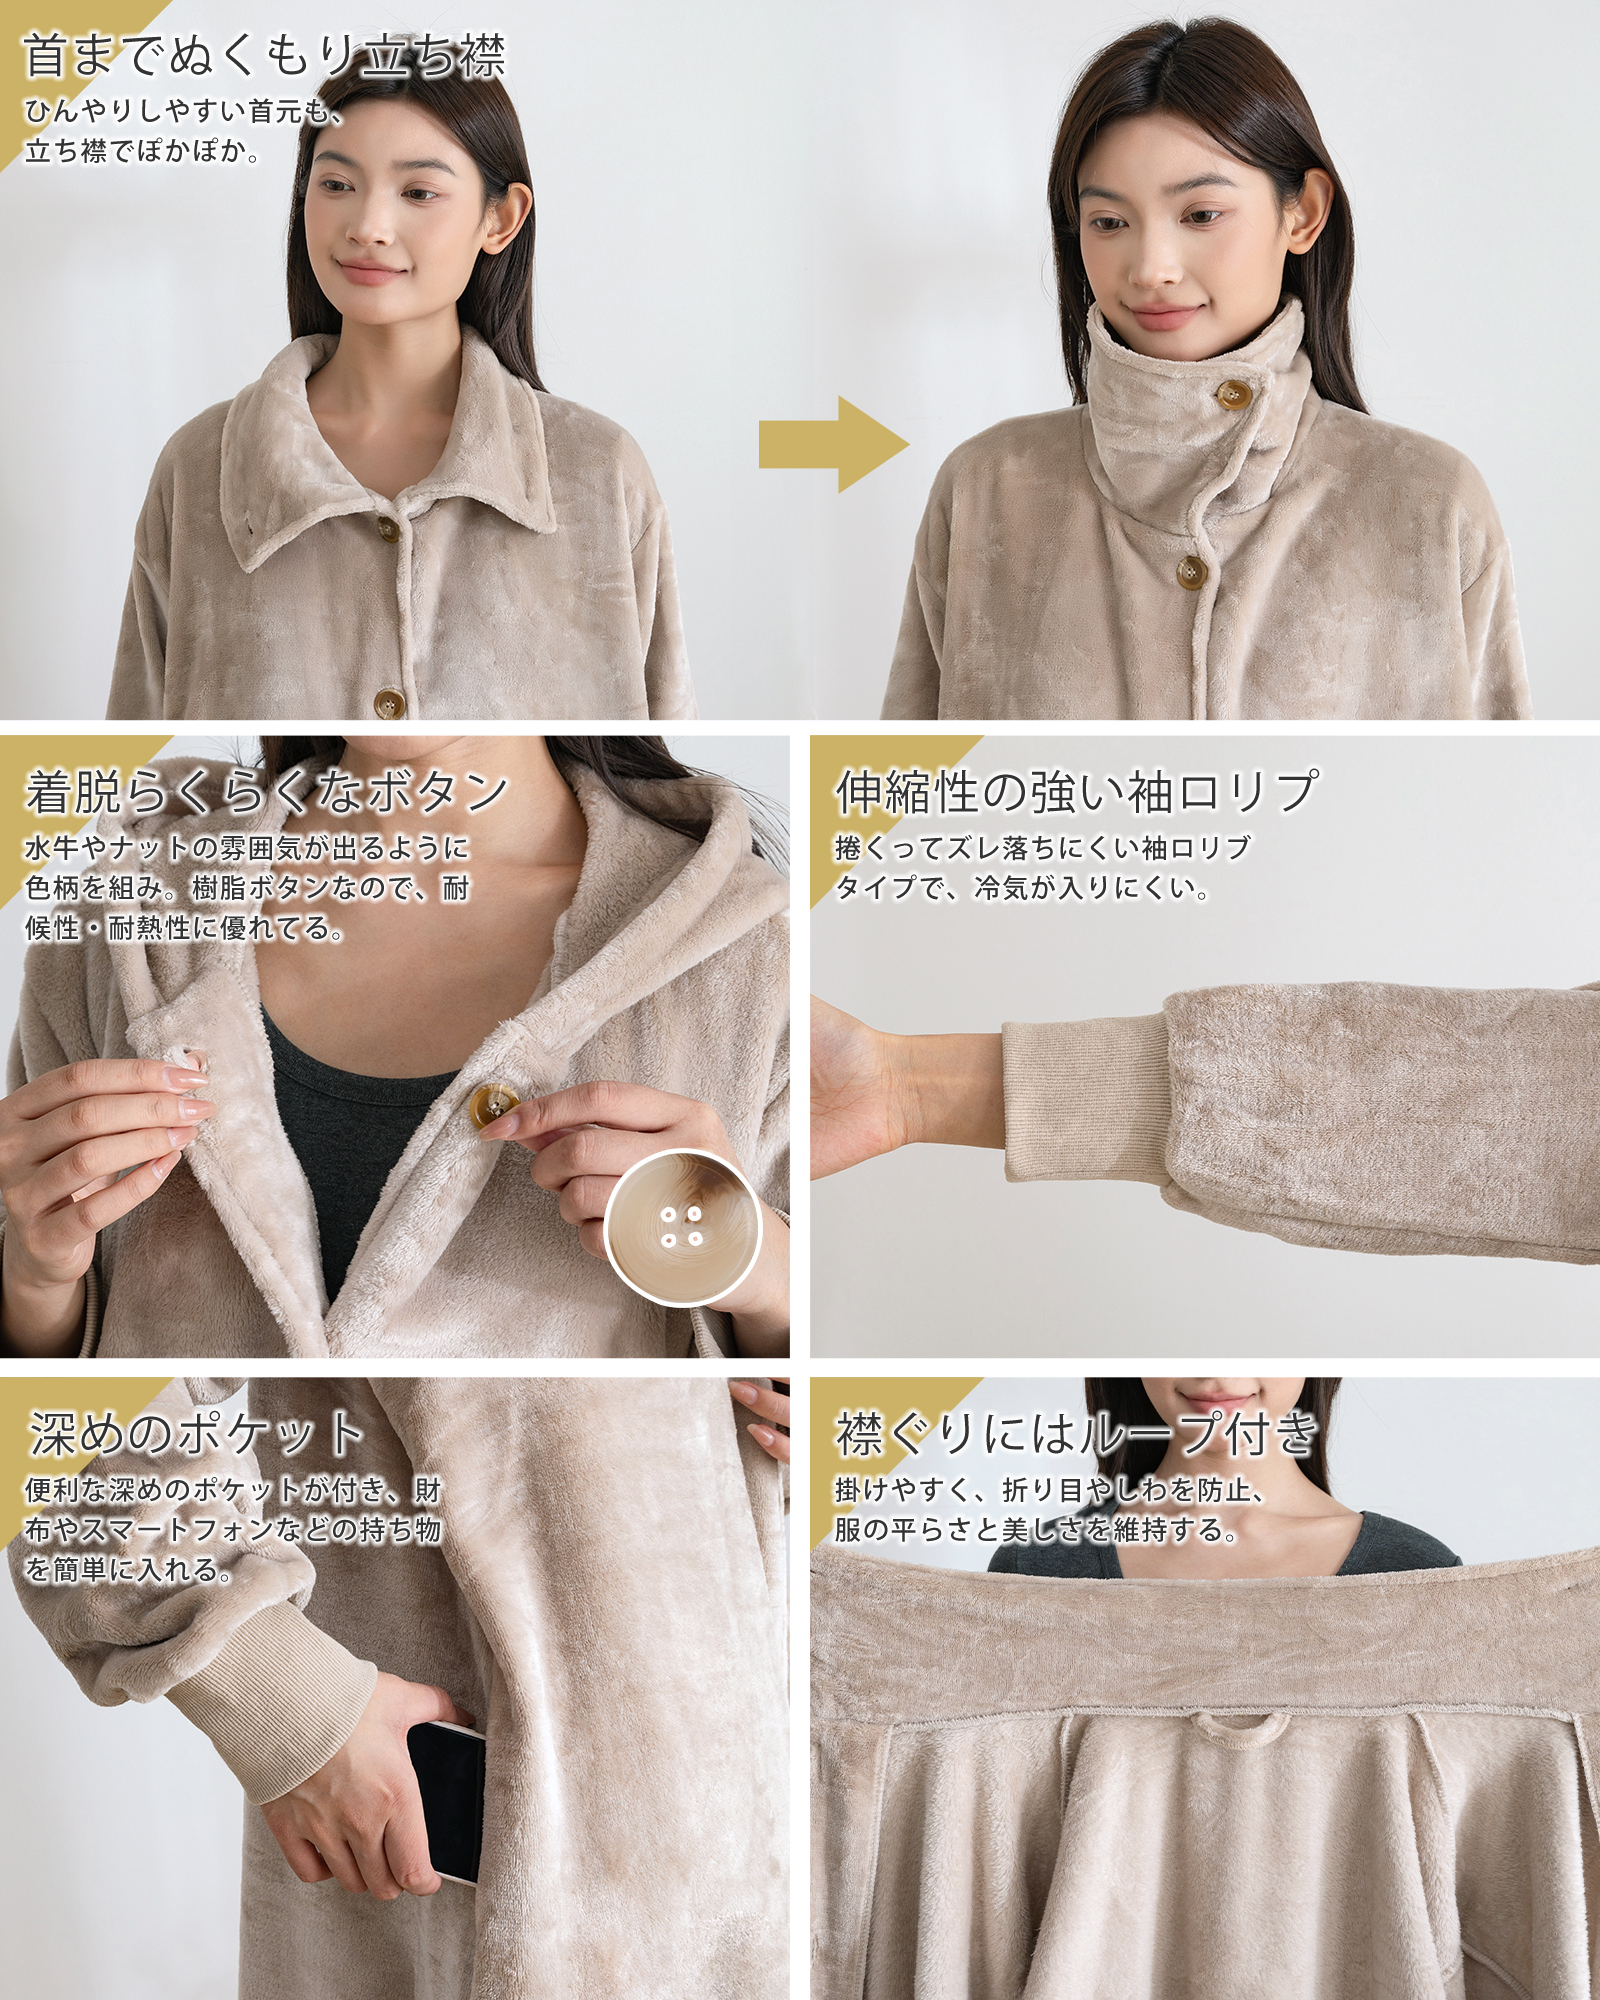 首までぬくもり立ち襟
ひんやりしやすい首元も、
立ち襟でぽかぽか。
着脱らくらくなボタン
水牛やナットの雰囲気が出るように
色柄を組み。樹脂ボタンなので、耐
候性・耐熱性に優れてる。
伸縮性の強い袖口リプ
捲くってズレ落ちにくい袖口リブ
タイプで、冷気が入りにくい。
深めのポケット
便利な深めのポケットが付き、財
布やスマートフォンなどの持ち物
を簡単に入れる。
襟ぐりにはループ付き
掛けやすく、折り目やしわを防止、
服の平らさと美しさを維持する。